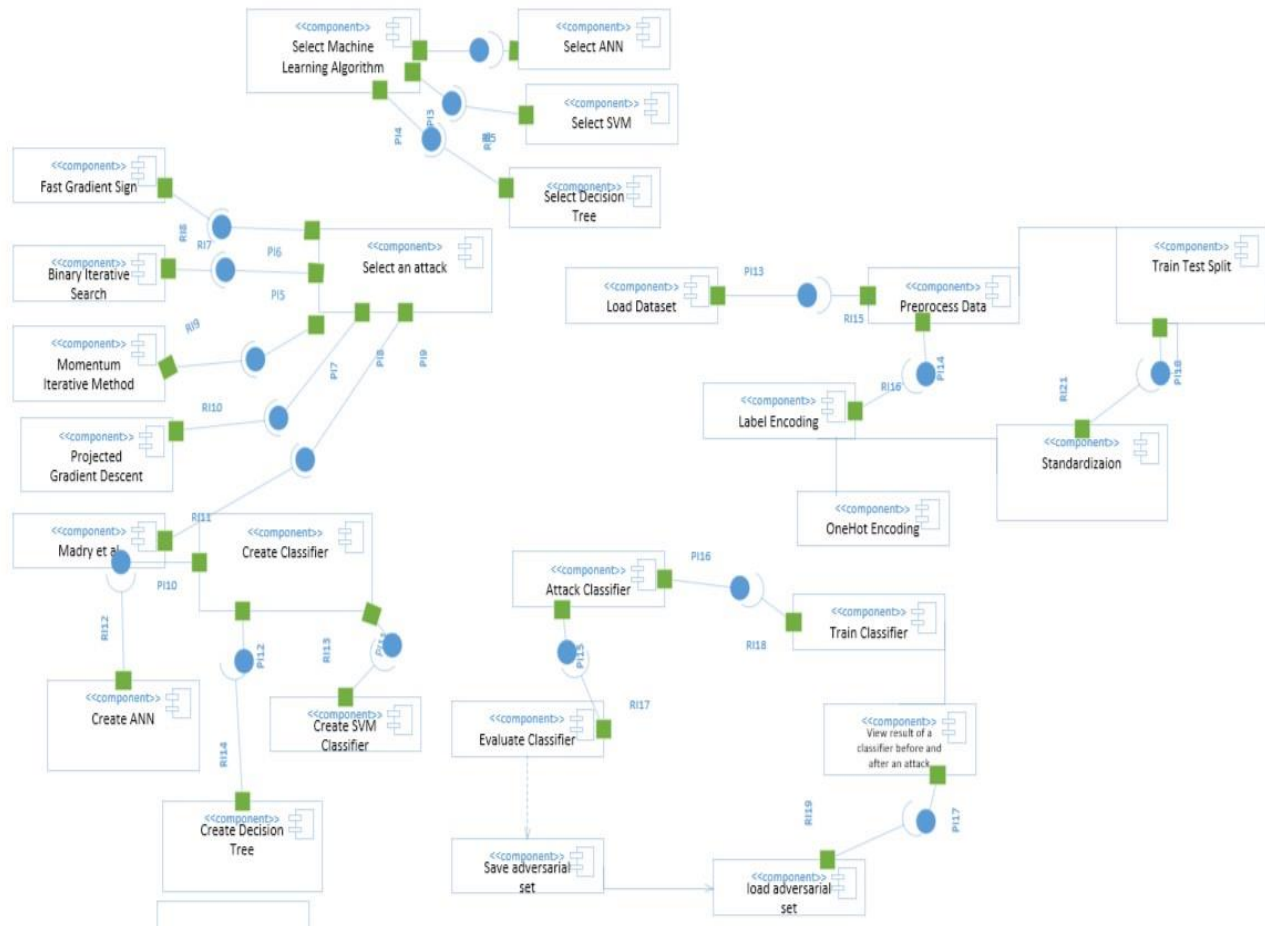 <<component>>
Select Machine
Learning Algorithm
<<component>>
Select ANN
<<component>>
Select SVM
<<component>>
Select Decision
Tree
PI3
PI4
<<component>>
Fast Gradient Sign
<<component>>
Binary Iterative
Search
<<component>>
Momentum
Iterative Method
<<component>>
Projected
Gradient Descent
<<component>>
Madry et al
<<component>>
Select an attack
RI7
PI6
PI5
RI9
RI10
PI7
PI8
PI9
RI11
<<component>>
Create Classifier
PI10
RI12
PI12
RI13
RI14
<<component>>
Create ANN
<<component>>
Create SVM
Classifier
<<component>>
Create Decision
Tree
<<component>>
Load Dataset
PI13
RI15
<<component>>
Preprocess Data
<<component>>
Train Test Split
PI14
RI16
RI21
PI18
<<component>>
Label Encoding
<<component>>
Standardizaion
<<component>>
OneHot Encoding
<<component>>
Attack Classifier
PI16
RI18
<<component>>
Train Classifier
PI15
RI17
<<component>>
Evaluate Classifier
<<component>>
View result of a
classifier before and
after an attack
RI19
PI17
<<component>>
Save adversarial
set
<<component>>
load adversarial
set